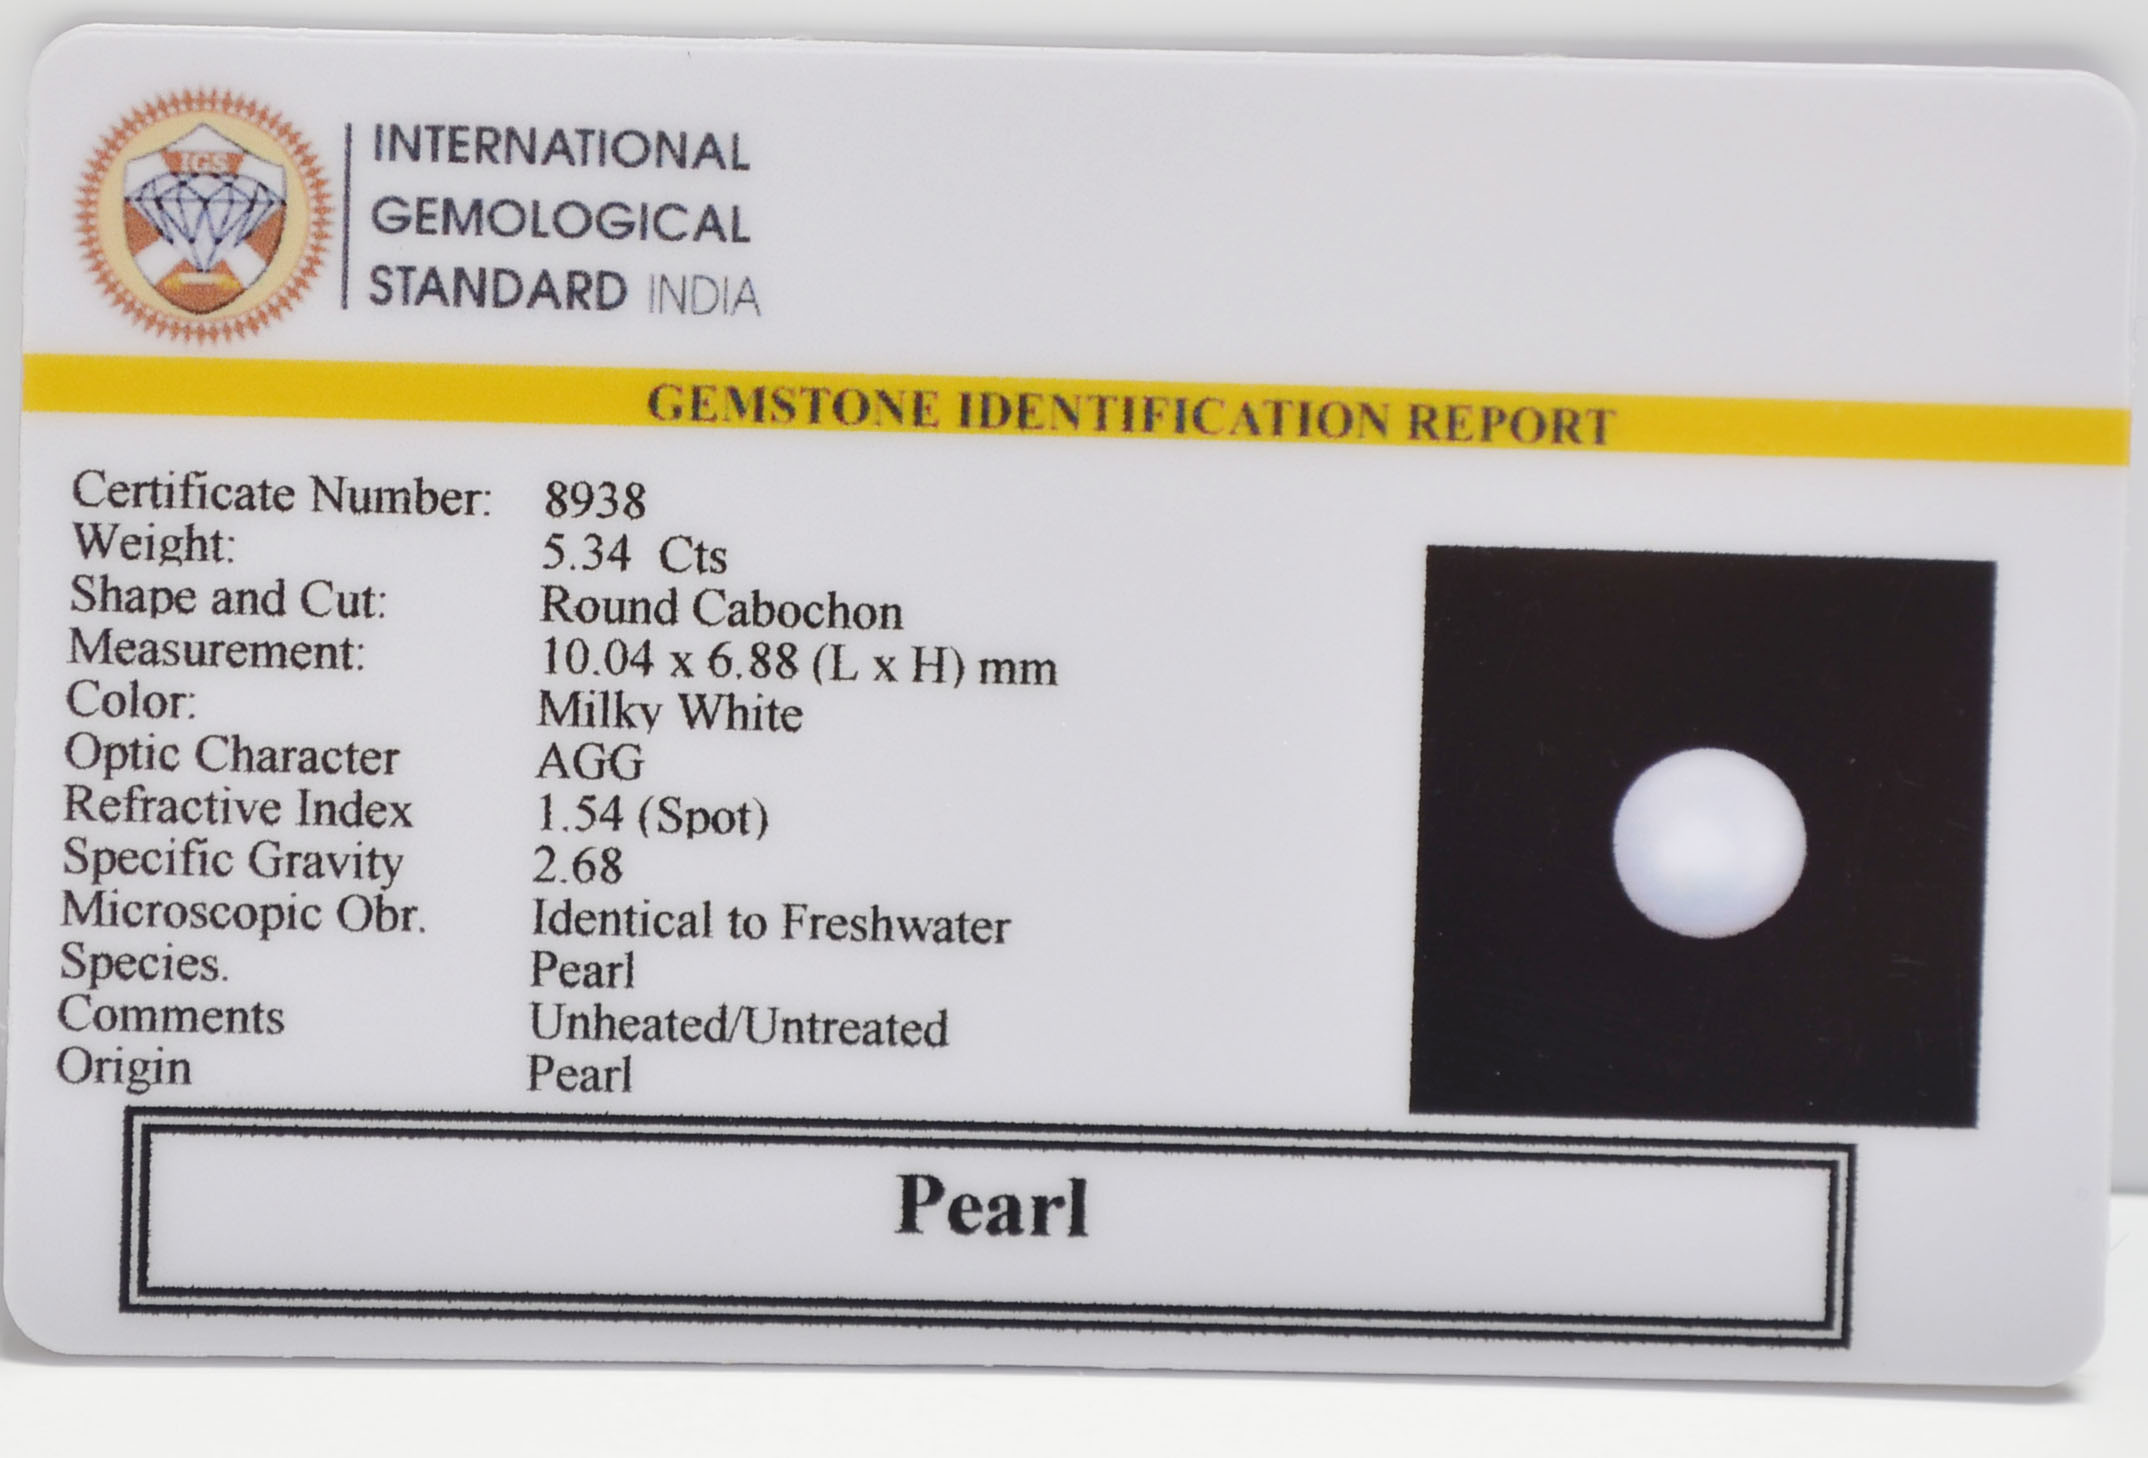 IGS
INTERNATIONAL
GEMOLOGICAL
STANDARD INDIA
GEMSTONE IDENTIFICATION REPORT
Certificate Number: 8938
Weight: 5.34 Cts
Shape and Cut: Round Cabochon
Measurement: 10.04 x 6.88 (L x H) mm
Color: Milky White
Optic Character AGG
Refractive Index 1.54 (Spot)
Specific Gravity 2.68
Microscopic Obr. Identical to Freshwater
Species. Pearl
Comments Unheated/Untreated
Origin Pearl
Pearl